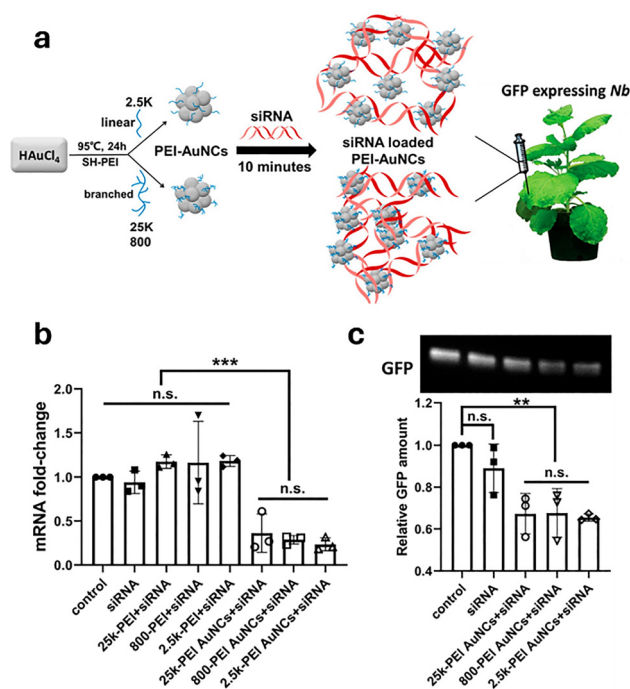 a
2.5K
linear
HAuCl4
95℃, 24h
SH-PEI
branched
25K
800
PEI-AuNCs
siRNA
10 minutes
siRNA loaded
PEI-AuNCs
GFP expressing Nb
b
***
n.s.
n.s.
mRNA fold-change
2.0
1.5
1.0
0.5
0.0
control
siRNA
25k-PEI+siRNA
800-PEI+siRNA
2.5k-PEI+siRNA
25k-PEI AuNCs+siRNA
800-PEI AuNCs+siRNA
2.5k-PEI AuNCs+siRNA
c
GFP
**
n.s.
n.s.
Relative GFP amount
1.2
1.0
0.8
0.6
0.4
control
siRNA
25k-PEI AuNCs+siRNA
800-PEI AuNCs+siRNA
2.5k-PEI AuNCs+siRNA